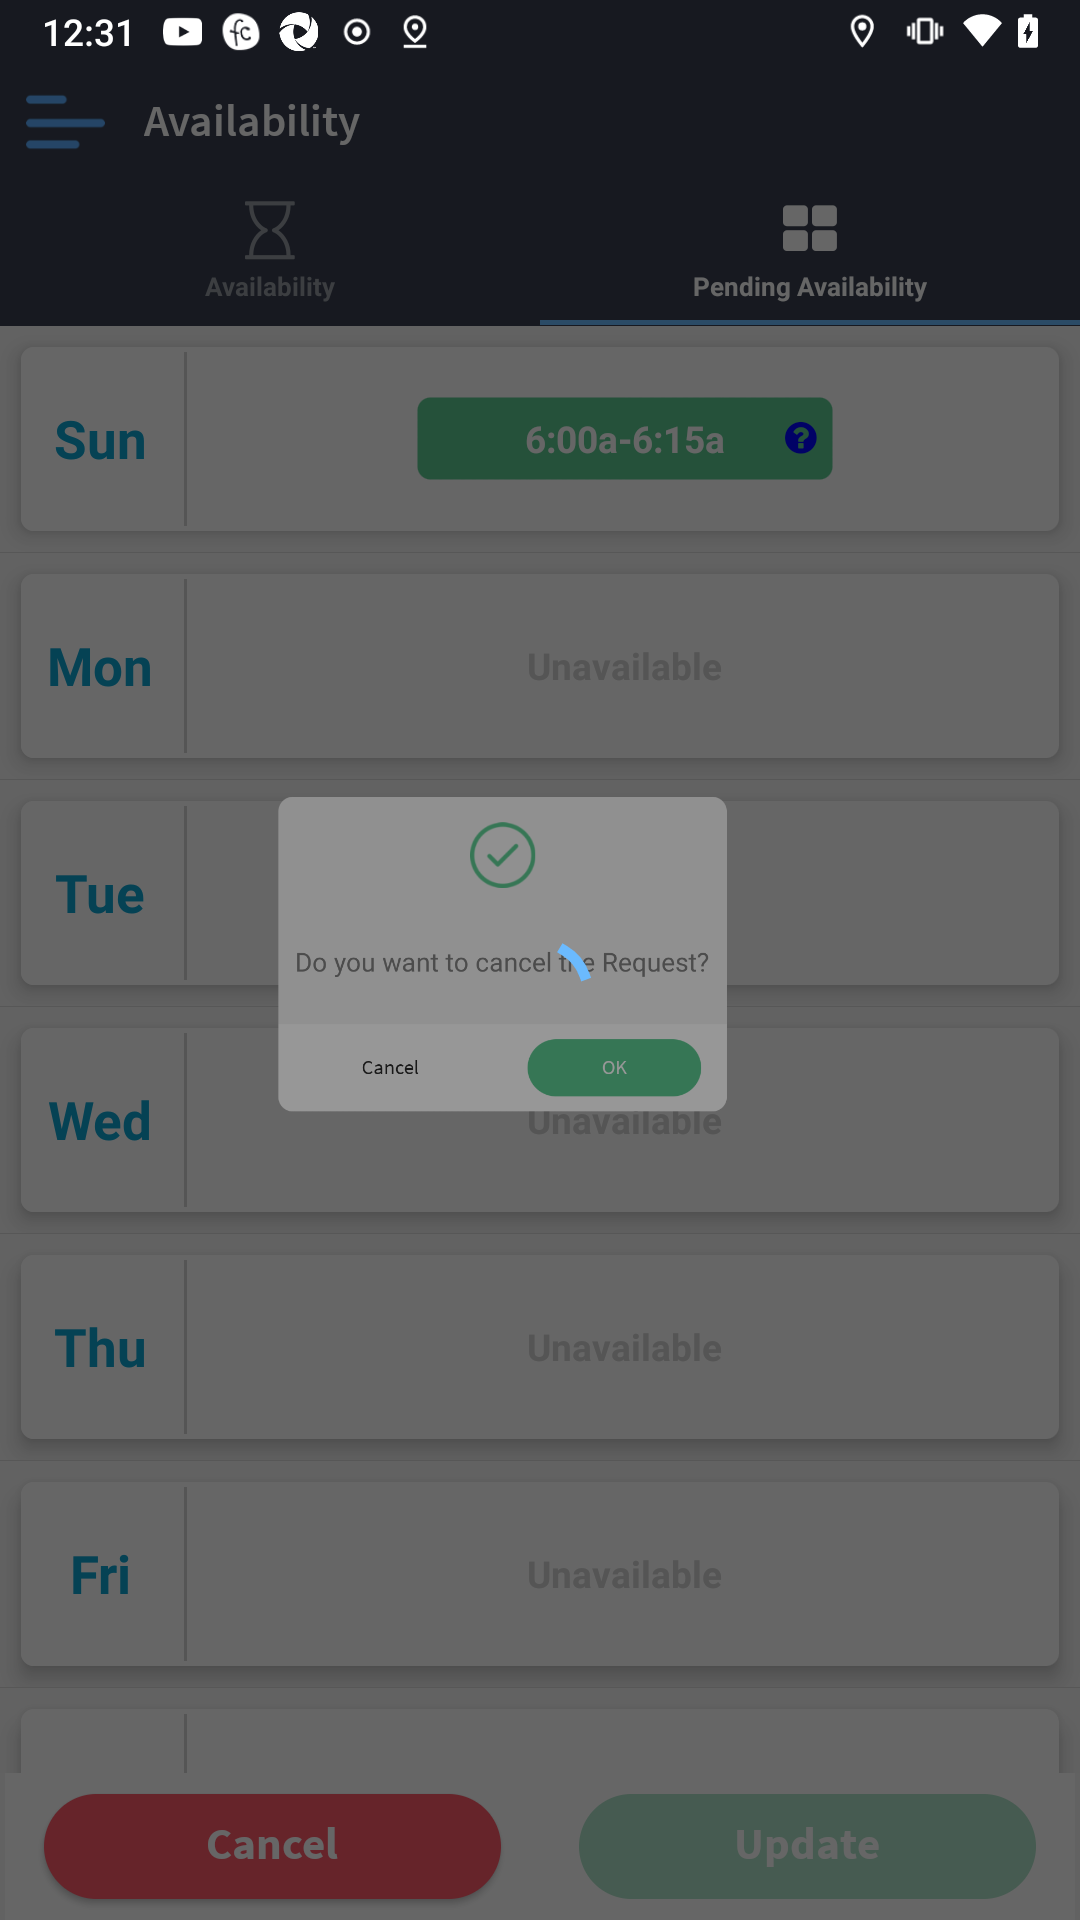 12:31
Availability
Availability
Pending Availability
Sun
6:00a-6:15a
Mon
Unavailable
Tue
Do you want to cancel the Request?
Cancel
OK
Wed
Unavailable
Thu
Unavailable
Fri
Unavailable
Cancel
Update